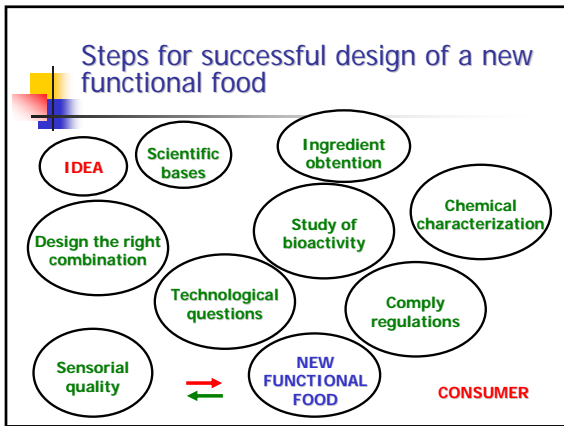 Steps for successful design of a new
functional food
IDEA
Scientific
bases
Ingredient
obtention
Chemical
characterization
Design the right
combination
Study of
bioactivity
Technological
questions
Comply
regulations
Sensorial
quality
NEW
FUNCTIONAL
FOOD
CONSUMER